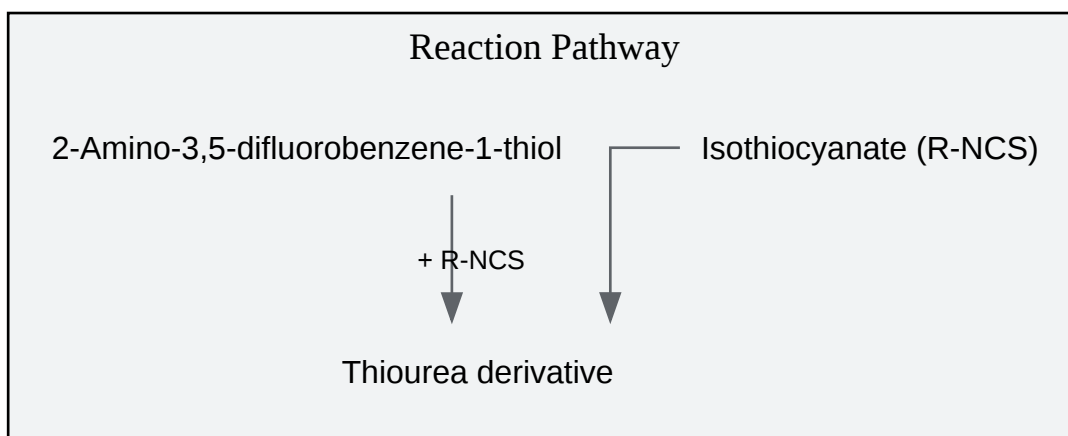 Reaction Pathway
2-Amino-3,5-difluorobenzene-1-thiol
Isothiocyanate (R-NCS)
+ R-NCS
Thiourea derivative